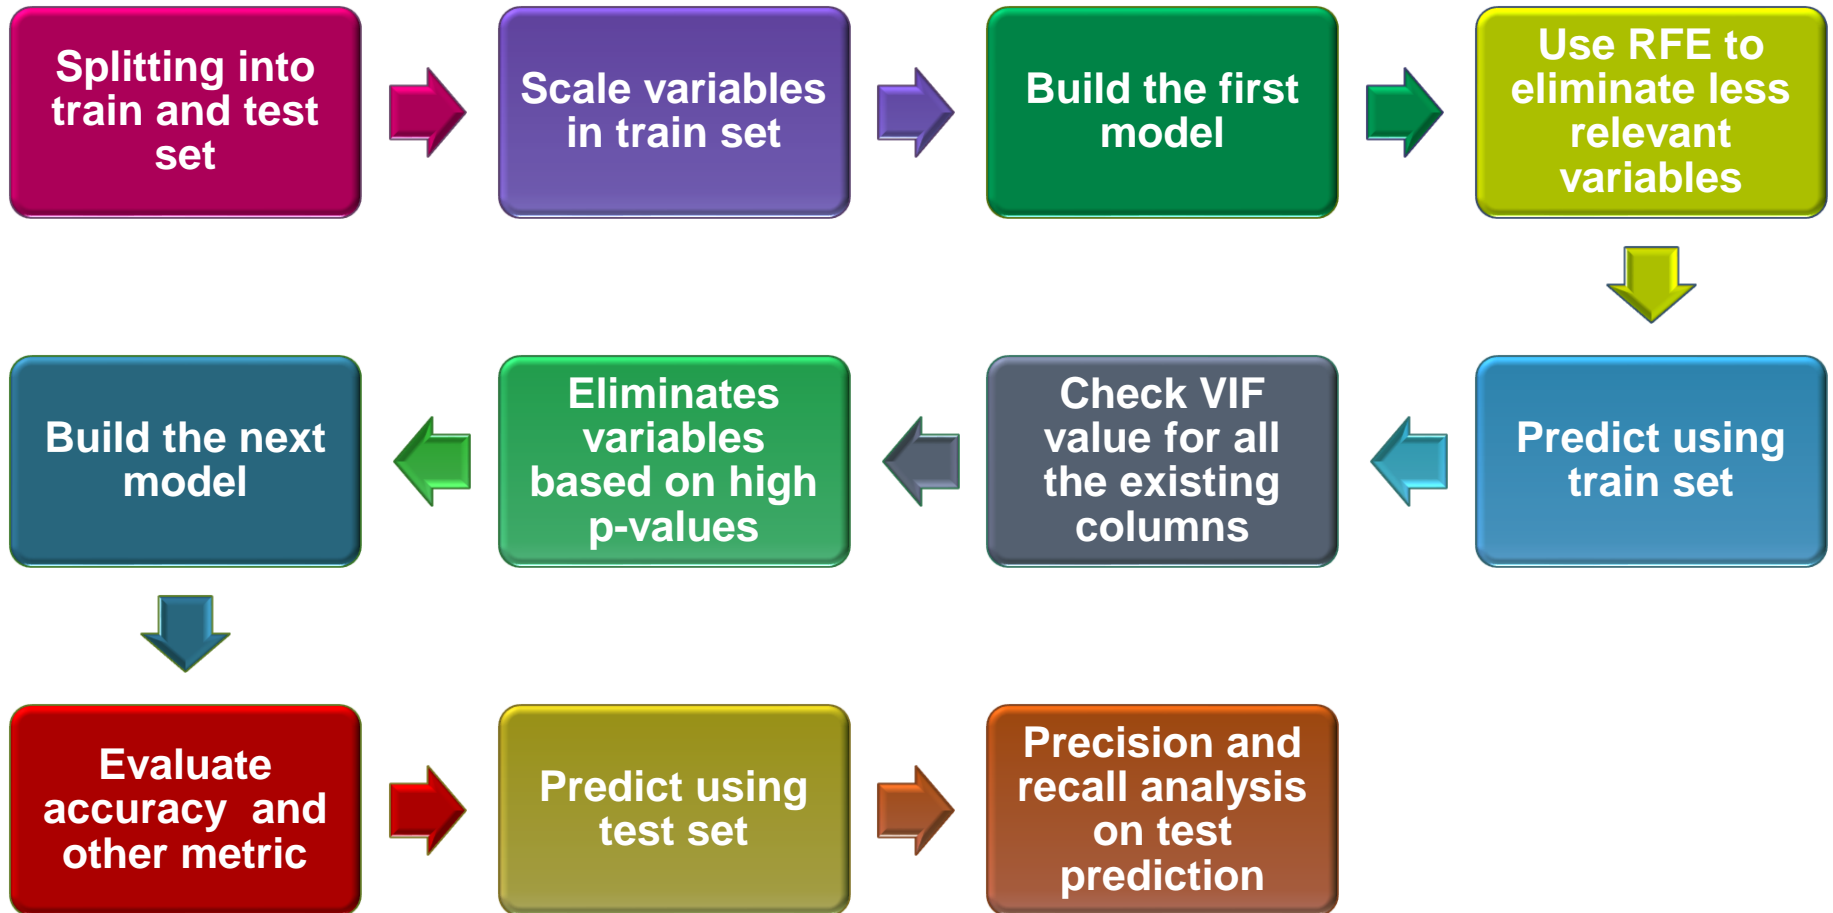 Splitting into
train and test
set
Scale variables
in train set
Build the first
model
Use RFE to
eliminate less
relevant
variables
Predict using
train set
Check VIF
value for all
the existing
columns
Eliminates
variables
based on high
p-values
Build the next
model
Evaluate
accuracy  and
other metric
Predict using
test set
Precision and
recall analysis
on test
prediction